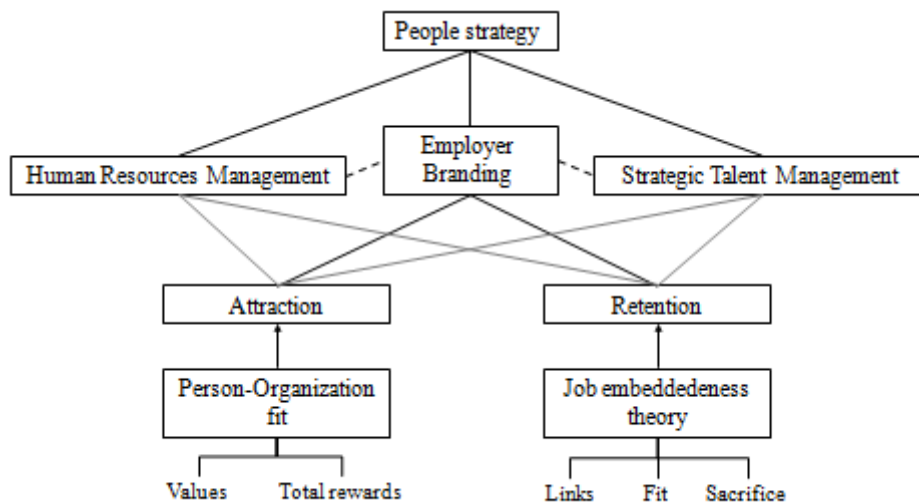 People strategy
Human Resources Management
Employer
Branding
Strategic Talent Management
Attraction
Retention
Person-Organization
fit
Job embeddedeness
theory
Values
Total rewards
Links
Fit
Sacrifice